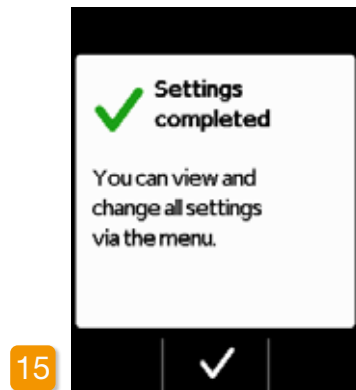 Settings
completed
You can view and
change all settings
via the menu.
15